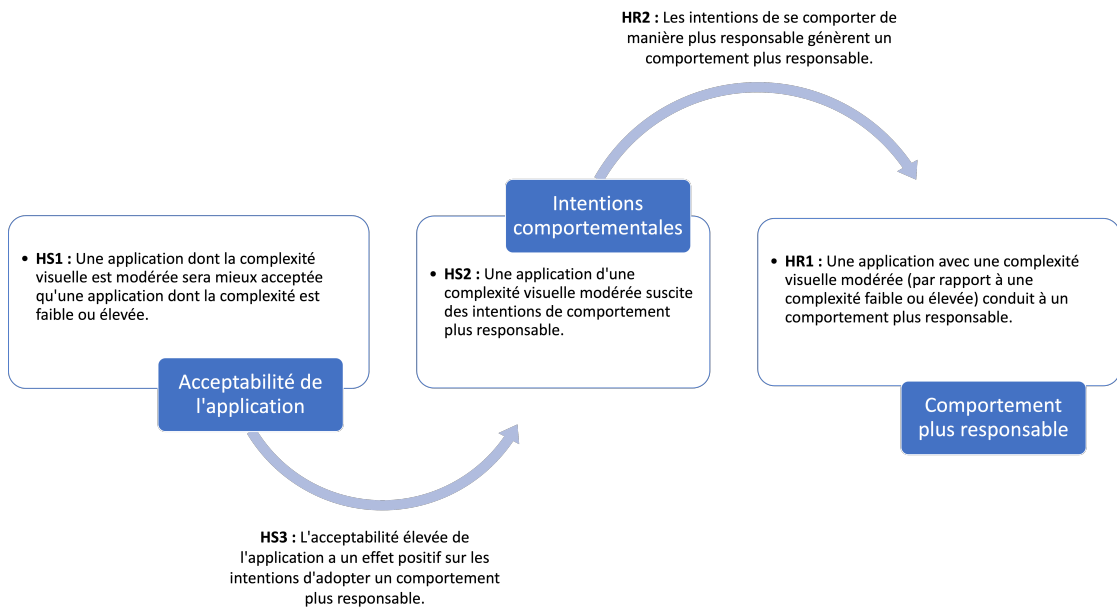 HR2 : Les intentions de se comporter de
manière plus responsable génèrent un
comportement plus responsable.
Intentions
comportementales
• HS1 : Une application dont la complexité
visuelle est modérée sera mieux acceptée
qu'une application dont la complexité est
faible ou élevée.
Acceptabilité de
l'application
• HS2 : Une application d'une
complexité visuelle modérée suscite
des intentions de comportement
plus responsable.
• HR1 : Une application avec une complexité
visuelle modérée (par rapport à une
complexité faible ou élevée) conduit à un
comportement plus responsable.
Comportement
plus responsable
HS3 : L'acceptabilité élevée de
l'application a un effet positif sur les
intentions d'adopter un comportement
plus responsable.